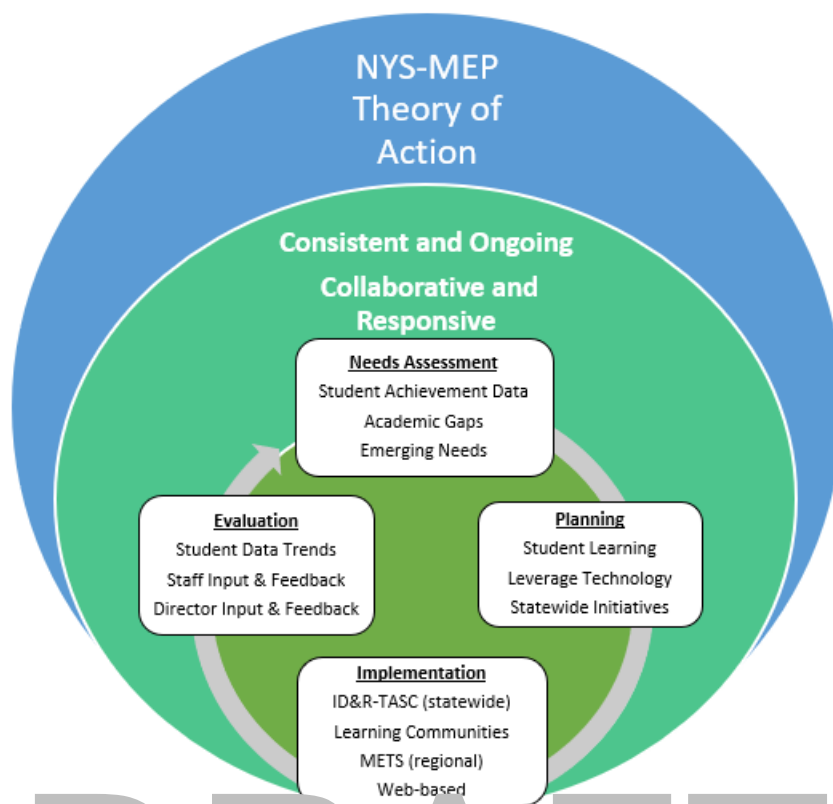 NYS-MEP
Theory of
Action
Consistent and Ongoing
Collaborative and
Responsive
Needs Assessment
Student Achievement Data
Academic Gaps
Emerging Needs
Evaluation
Student Data Trends
Staff Input & Feedback
Director Input & Feedback
Planning
Student Learning
Leverage Technology
Statewide Initiatives
Implementation
ID&R-TASC (statewide)
Learning Communities
METS (regional)
Web-based